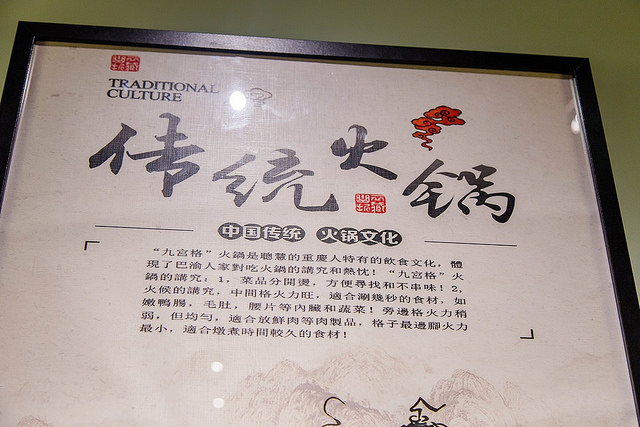 TRADITIONAL
CULTURE
传统火锅
中国传统 火锅文化
“九宫格”火鍋是聰慧的重慶人特有的飲食文化，體
現了巴渝人家對吃火鍋的講究和熱忱！“九宮格”火
鍋的講究：1，菜品分開燙，方便尋找和不串味！2，
火候的講究，中間格火力旺，適合涮幾秒的食材，如
嫩鴨腸，毛肚，腰片等內臟和蔬菜！旁邊格火力稍
弱，但均勻，適合放鮮肉等肉製品，格子最邊腳火力
最小，適合燉煮時間較久的食材！